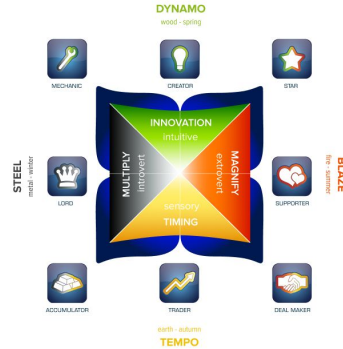 DYNAMO
wood - spring
MECHANIC
CREATOR
STAR
INNOVATION
intuitive
STEEL
metal - winter
MULTIPLY
introvert
MAGNIFY
extrovert
BLAZE
fire - summer
LORD
SUPPORTER
sensory
TIMING
ACCUMULATOR
TRADER
DEAL MAKER
earth - autumn
TEMPO